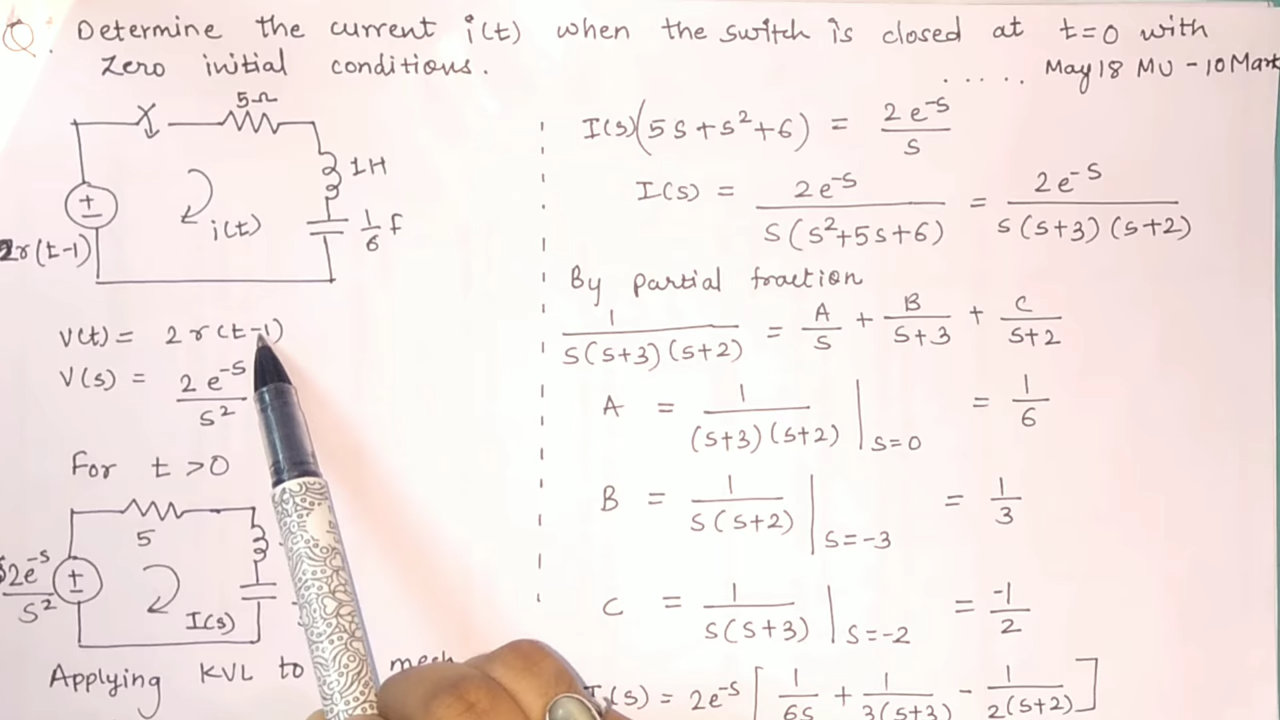 Q. Determine the current i(t) when the switch is closed at t=0 with
zero initial conditions.
..... May 18 MU - 10 Mark
5Ω
1H
1/6 f
i(t)
2r(t-1)
V(t) = 2r(t-1)
V(s) = 2e^-s / s²
For t > 0
5
2e^-s / s²
I(s)
Applying KVL to
I(s)(5s+s²+6) = 2e^-s / s
I(s) = 2e^-s / s(s²+5s+6) = 2e^-s / s(s+3)(s+2)
By partial fraction
1 / s(s+3)(s+2) = A/s + B/s+3 + C/s+2
A = 1 / (s+3)(s+2) | s=0 = 1/6
B = 1 / s(s+2) | s=-3 = 1/3
C = 1 / s(s+3) | s=-2 = -1/2
I(s) = 2e^-s [ 1/6s + 1/3(s+3) - 1/2(s+2) ]